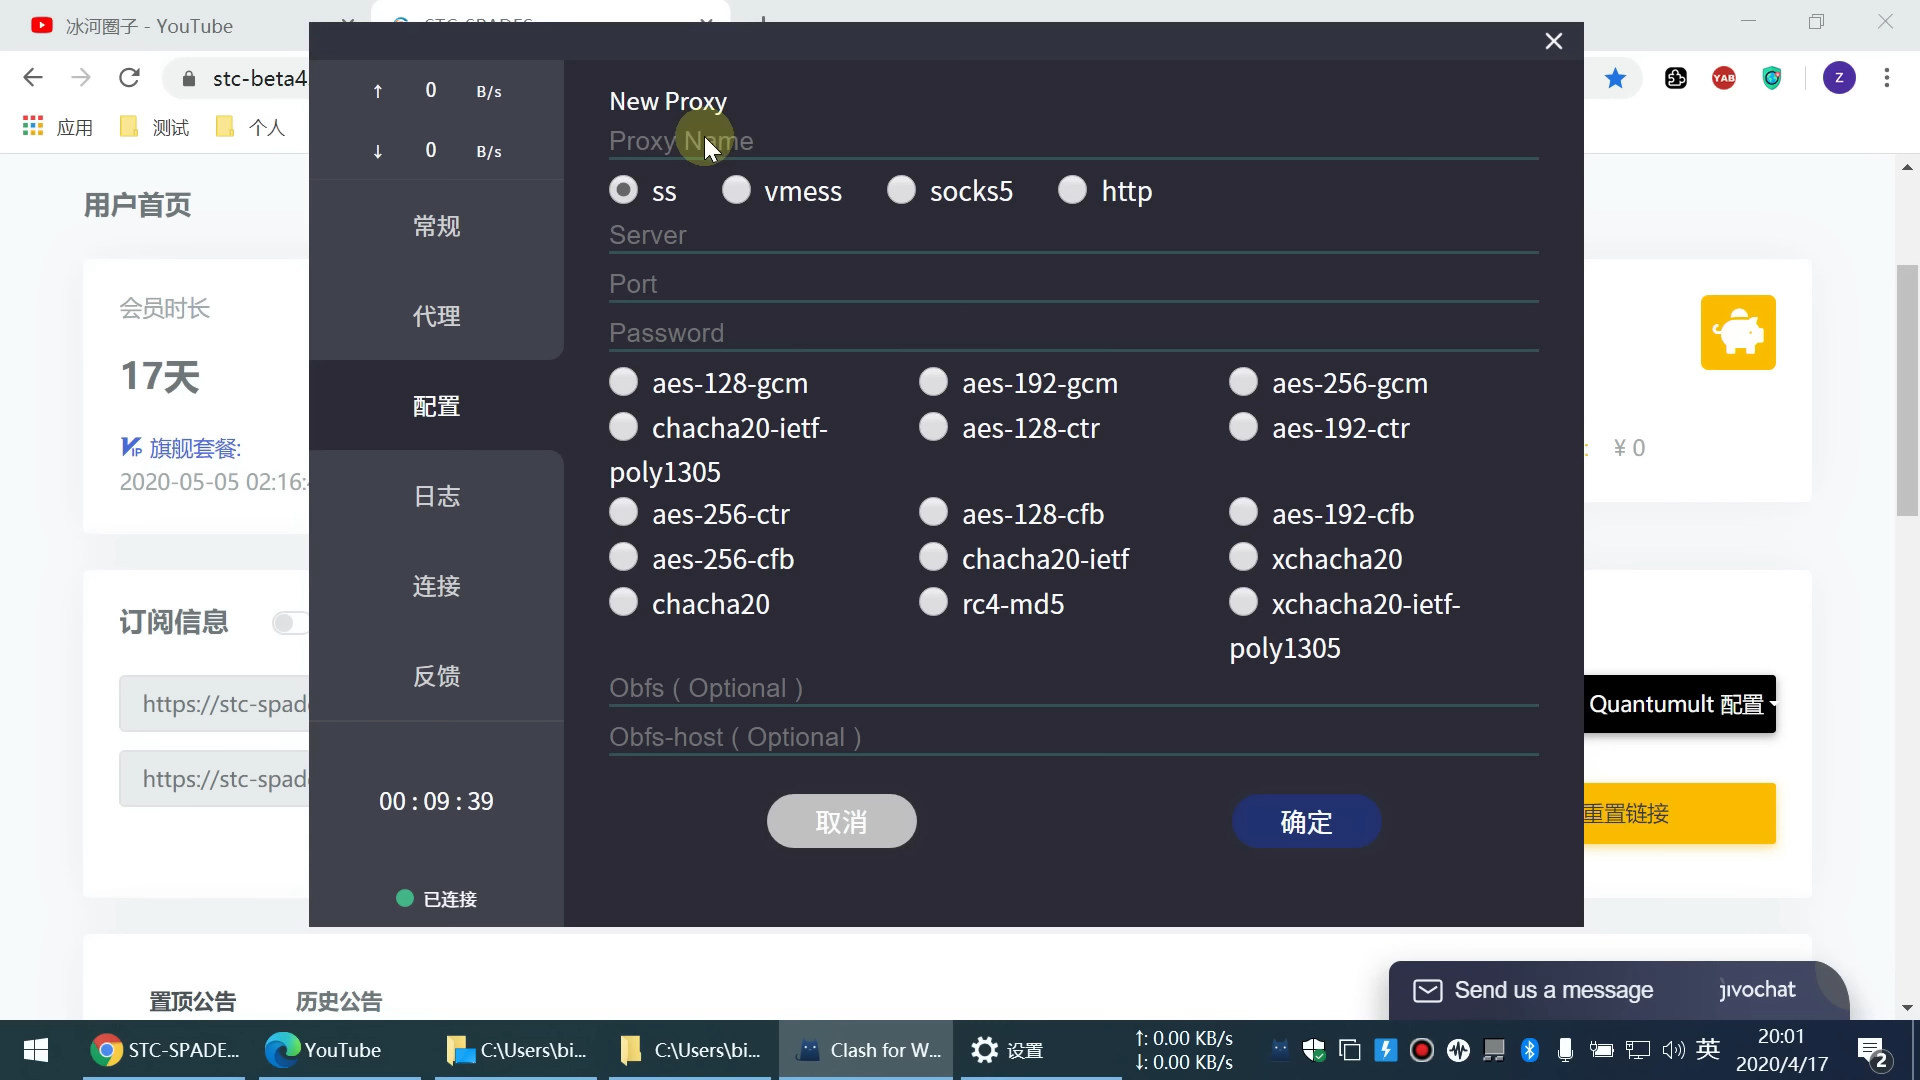 冰河圈子 - YouTube
STC-SPADES
stc-beta4
YAB
Z
应用
测试
个人
用户首页
会员时长
17天
VIP 旗舰套餐:
2020-05-05 02:16:
¥ 0
订阅信息
https://stc-spad
https://stc-spad
Quantumult 配置
重置链接
置顶公告
历史公告
↑ 0 B/s
↓ 0 B/s
常规
代理
配置
日志
连接
反馈
00 : 09 : 39
已连接
New Proxy
Proxy Name
ss
vmess
socks5
http
Server
Port
Password
aes-128-gcm
aes-192-gcm
aes-256-gcm
chacha20-ietf-
poly1305
aes-128-ctr
aes-192-ctr
aes-256-ctr
aes-128-cfb
aes-192-cfb
aes-256-cfb
chacha20-ietf
xchacha20
chacha20
rc4-md5
xchacha20-ietf-
poly1305
Obfs ( Optional )
Obfs-host ( Optional )
取消
确定
Send us a message
jivochat
STC-SPADE...
YouTube
C:\Users\bi...
C:\Users\bi...
Clash for W...
设置
↑: 0.00 KB/s
↓: 0.00 KB/s
英
20:01
2020/4/17
2